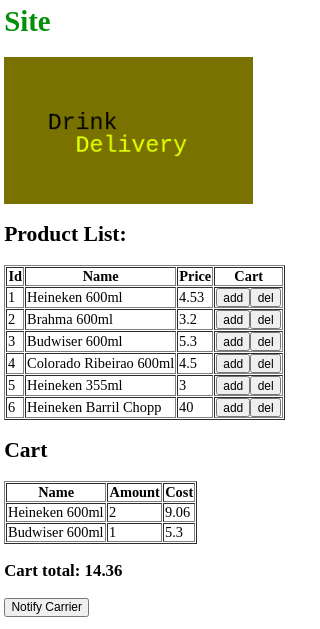 Site
Drink
Delivery
Product List:
Id Name Price Cart
1 Heineken 600ml 4.53 add del
2 Brahma 600ml 3.2 add del
3 Budwiser 600ml 5.3 add del
4 Colorado Ribeirao 600ml 4.5 add del
5 Heineken 355ml 3 add del
6 Heineken Barril Chopp 40 add del
Cart
Name Amount Cost
Heineken 600ml 2 9.06
Budwiser 600ml 1 5.3
Cart total: 14.36
Notify Carrier